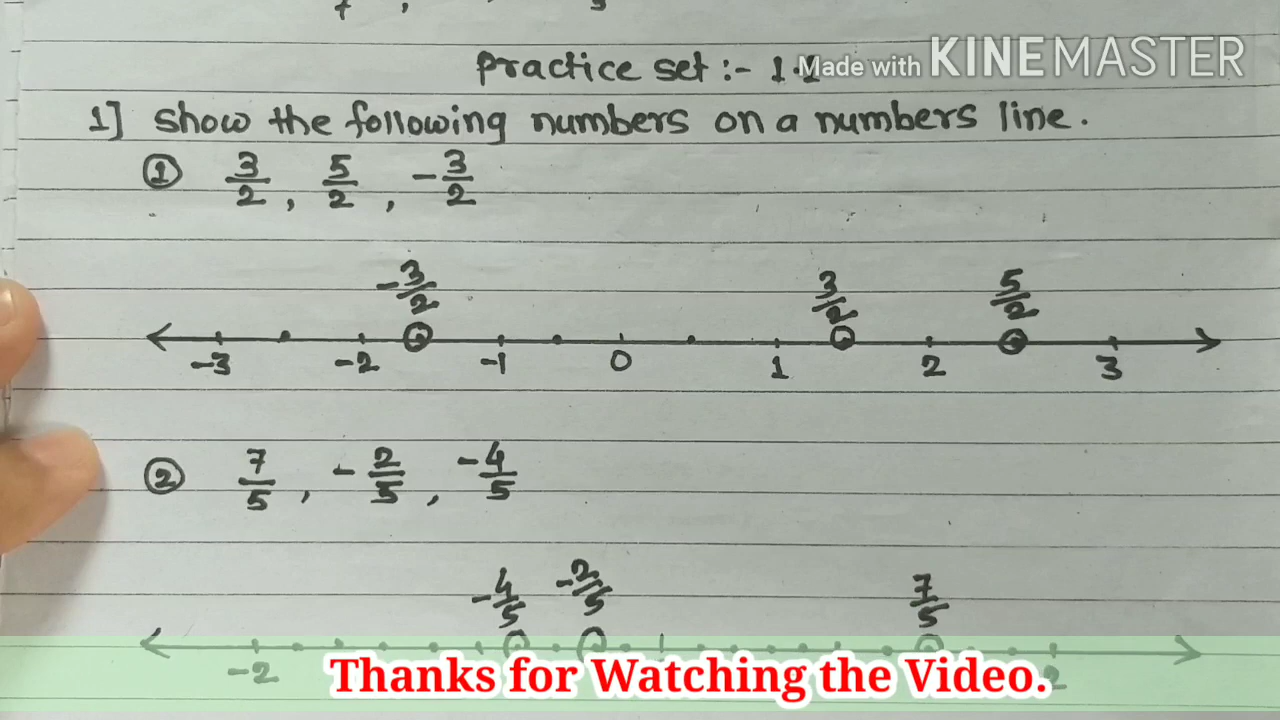 Practice set :- 1.1
Made with KINEMASTER
1] show the following numbers on a numbers line.
① 3/2, 5/2, -3/2
-3/2 3/2 5/2
-3 -2 -1 0 1 2 3
② 7/5, -2/5, -4/5
-4/5 -2/5 7/5
-2 2
Thanks for Watching the Video.